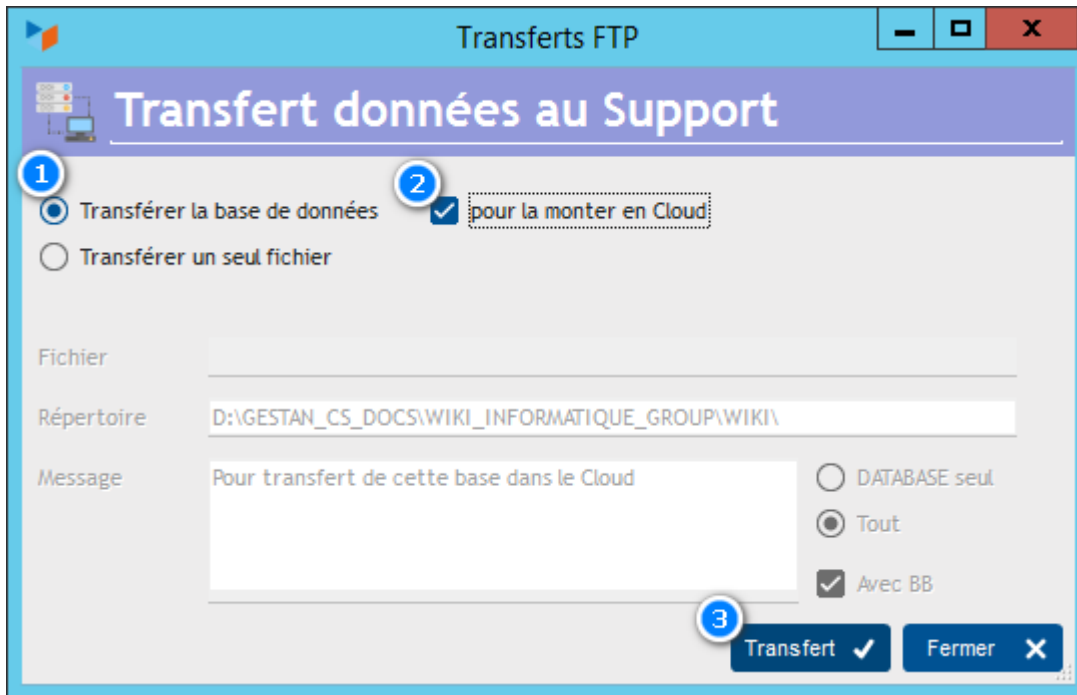 Transferts FTP
Transfert données au Support
1
2
Transférer la base de données
pour la monter en Cloud
Transférer un seul fichier
Fichier
Répertoire
D:\GESTAN_CS_DOCS\WIKI_INFORMATIQUE_GROUP\WIKI\
Message
Pour transfert de cette base dans le Cloud
DATABASE seul
Tout
Avec BB
3
Transfert
Fermer